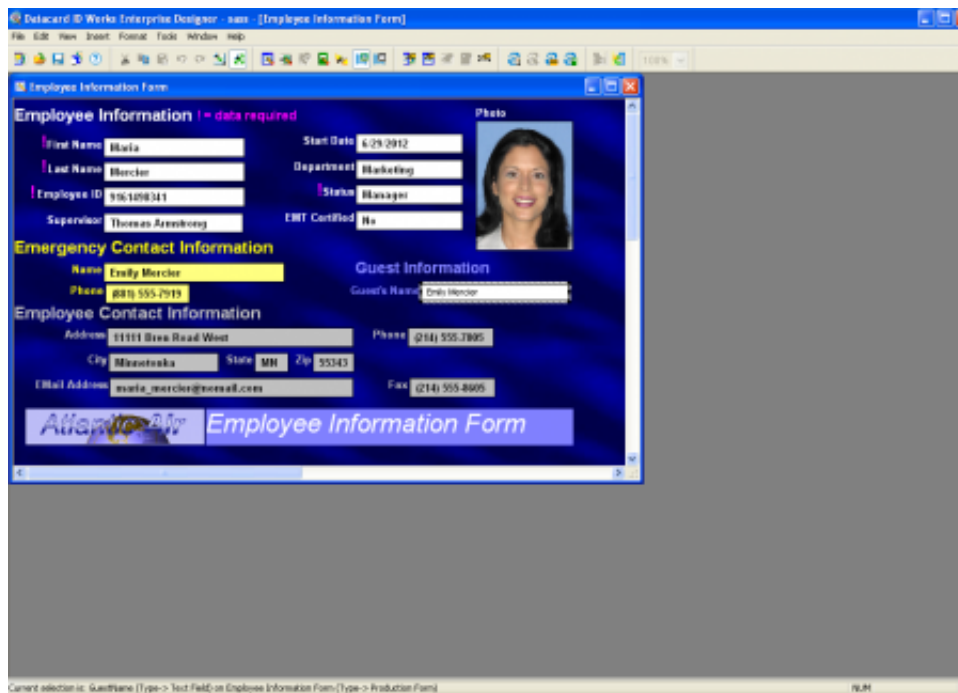 Datacard ID Works Enterprise Designer - sass - [Employee Information Form]
File Edit View Insert Format Tools Window Help
100%
Employee Information Form
Employee Information ! = data required
Photo
!First Name Maria
Start Date 6/29/2012
!Last Name Mercier
Department Marketing
!Employee ID 9161498341
!Status Manager
Supervisor Thomas Armstrong
EMT Certified No
Emergency Contact Information
Name Emily Mercier
Guest Information
Phone (881) 555-7919
Guest's Name Emily Mercier
Employee Contact Information
Address 11111 Bren Road West
Phone (214) 555-7805
City Minnetonka State MN Zip 55343
EMail Address maria_mercier@nomail.com
Fax (214) 555-8605
Atlantic Air Employee Information Form
Current selection is: GuestName (Type-> Text Field) on Employee Information Form (Type-> Production Form)
NUM